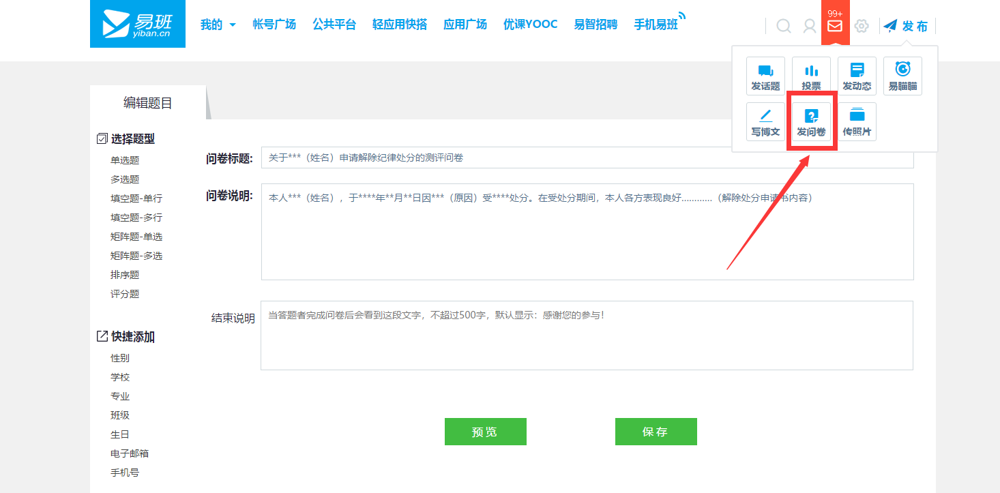 易班
yiban.cn
我的 帐号广场 公共平台 轻应用快搭 应用广场 优课YOOC 易智招聘 手机易班
99+
发布
发话题 投票 发动态 易瞄瞄
写博文 发问卷 传照片
编辑题目
选择题型
单选题
多选题
填空题-单行
填空题-多行
矩阵题-单选
矩阵题-多选
排序题
评分题
快捷添加
性别
学校
专业
班级
生日
电子邮箱
手机号
问卷标题: 关于***（姓名）申请解除纪律处分的测评问卷
问卷说明: 本人***（姓名），于****年**月**日因***（原因）受****处分。在受处分期间，本人各方表现良好…………（解除处分申请书内容）
结束说明 当答题者完成问卷后会看到这段文字，不超过500字，默认显示：感谢您的参与！
预览 保存